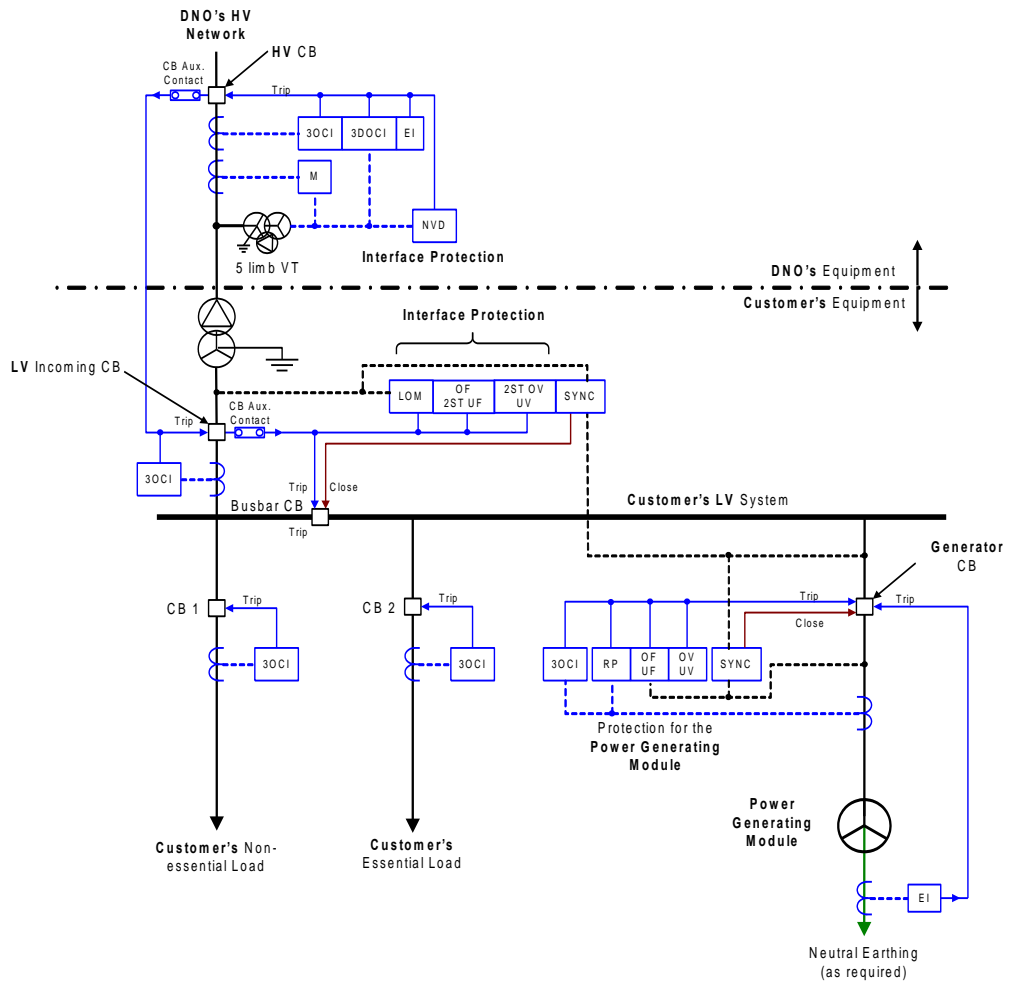 DNO's HV
Network
HV CB
CB Aux.
Contact
Trip
3OCI
3DOCI
EI
M
NVD
5 limb VT
Interface Protection
DNO's Equipment
Customer's Equipment
Interface Protection
LV Incoming CB
LOM
OF
2ST UF
2ST OV
UV
SYNC
CB Aux.
Contact
Trip
3OCI
Trip
Close
Busbar CB
Trip
Customer's LV System
Generator
CB
CB 1
Trip
3OCI
CB 2
Trip
3OCI
Trip
Close
Trip
3OCI
RP
OF
UF
OV
UV
SYNC
Protection for the
Power Generating
Module
Power
Generating
Module
Customer's Non-
essential Load
Customer's
Essential Load
EI
Neutral Earthing
(as required)